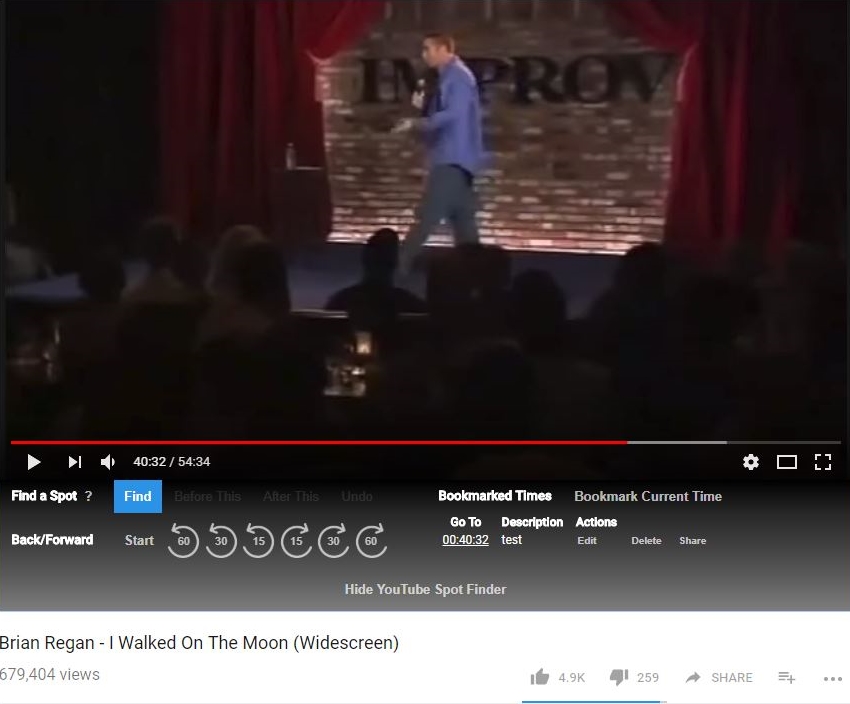 IMPROV
40:32 / 54:34
Find a Spot ? Find Before This After This Undo
Bookmarked Times Bookmark Current Time
Go To Description Actions
00:40:32 test Edit Delete Share
Back/Forward Start 60 30 15 15 30 60
Hide YouTube Spot Finder
Brian Regan - I Walked On The Moon (Widescreen)
679,404 views
4.9K 259 SHARE